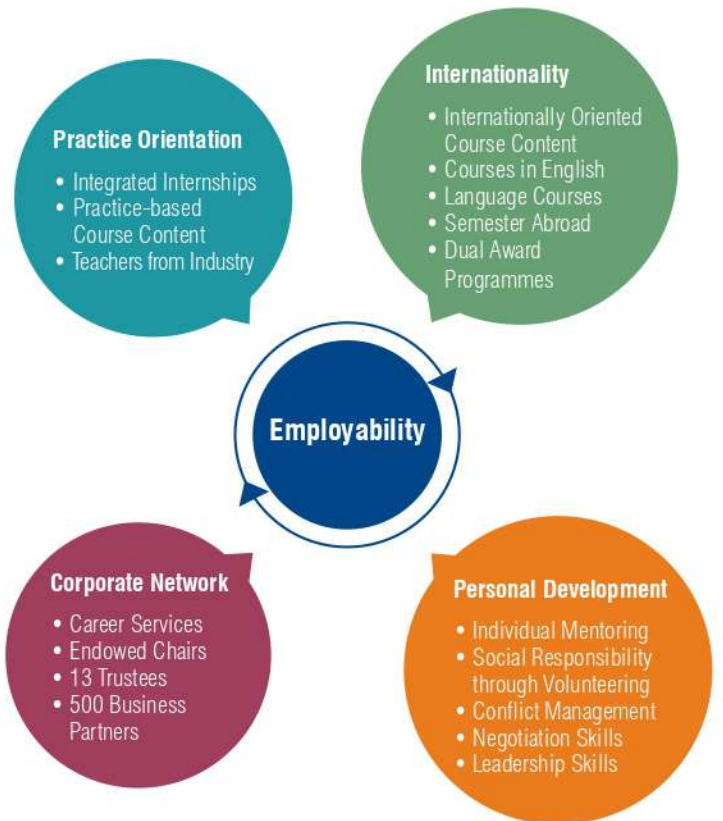 Practice Orientation
• Integrated Internships
• Practice-based
Course Content
• Teachers from Industry
Internationality
• Internationally Oriented
Course Content
• Courses in English
• Language Courses
• Semester Abroad
• Dual Award
Programmes
Employability
Corporate Network
• Career Services
• Endowed Chairs
• 13 Trustees
• 500 Business
Partners
Personal Development
• Individual Mentoring
• Social Responsibility
through Volunteering
• Conflict Management
• Negotiation Skills
• Leadership Skills